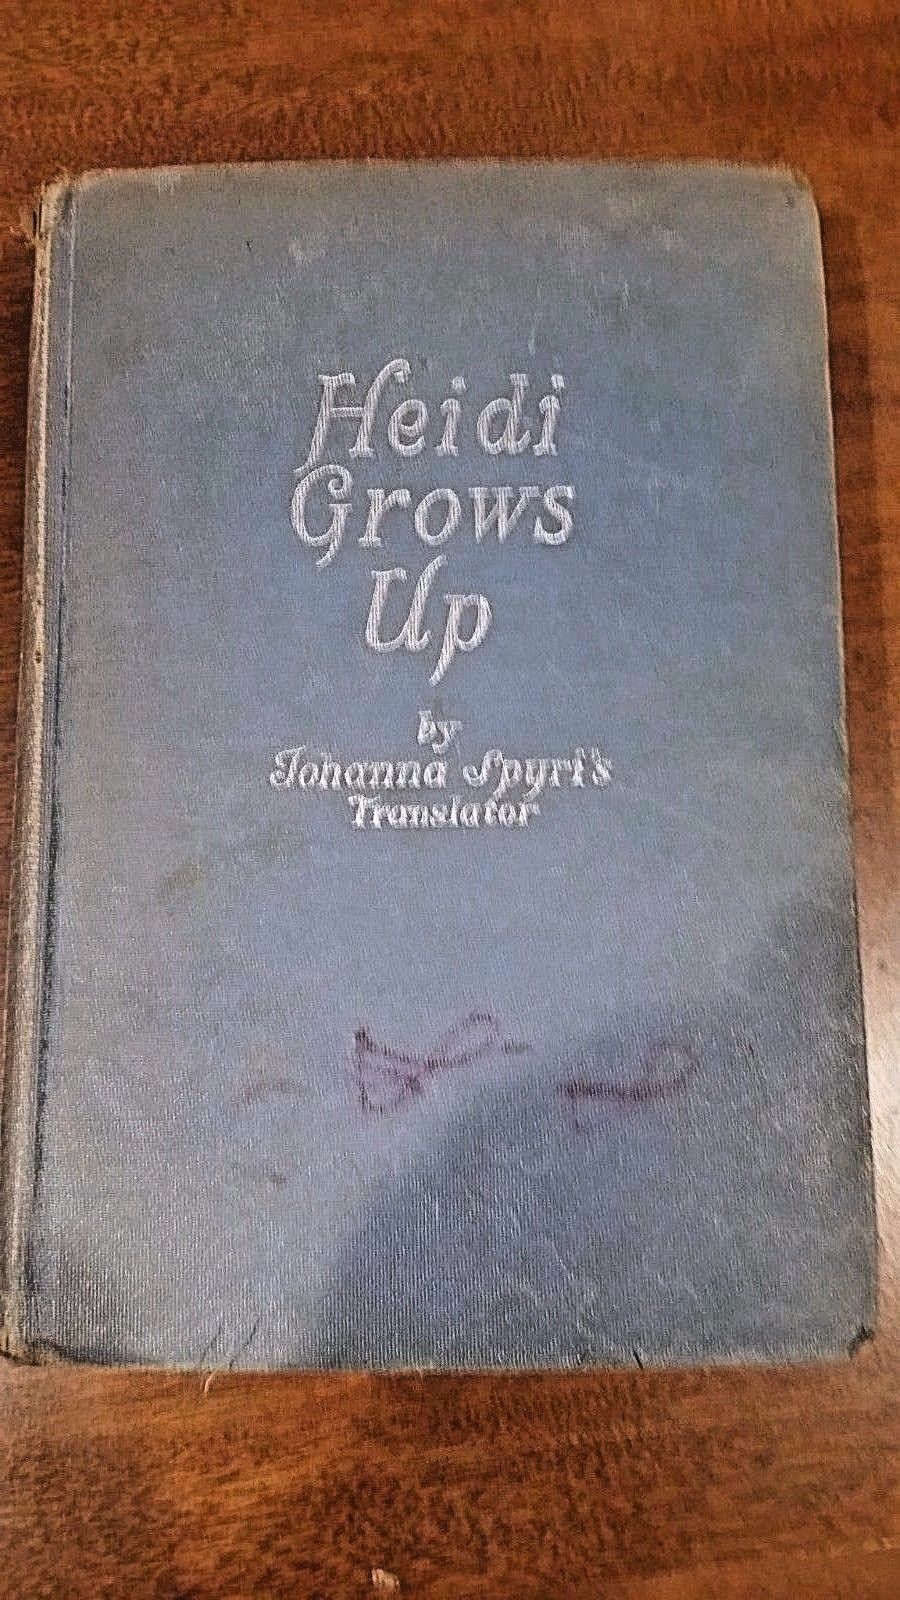 Heidi
Grows
Up
by
Johanna Spyri's
Translator